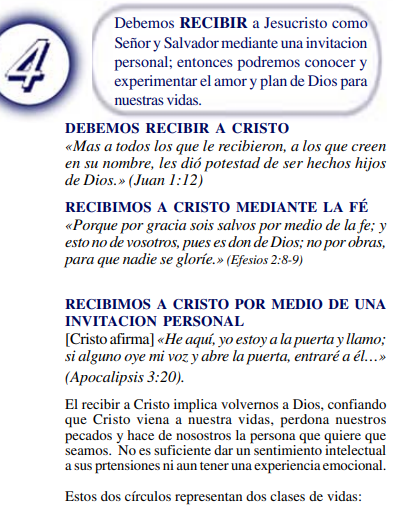 4
Debemos RECIBIR a Jesucristo como
Señor y Salvador mediante una invitacion
personal; entonces podremos conocer y
experimentar el amor y plan de Dios para
nuestras vidas.
DEBEMOS RECIBIR A CRISTO
«Mas a todos los que le recibieron, a los que creen
en su nombre, les dió potestad de ser hechos hijos
de Dios.» (Juan 1:12)
RECIBIMOS A CRISTO MEDIANTE LA FÉ
«Porque por gracia sois salvos por medio de la fe; y
esto no de vosotros, pues es don de Dios; no por obras,
para que nadie se gloríe.» (Efesios 2:8-9)
RECIBIMOS A CRISTO POR MEDIO DE UNA
INVITACION PERSONAL
[Cristo afirma] «He aquí, yo estoy a la puerta y llamo;
si alguno oye mi voz y abre la puerta, entraré a él…»
(Apocalipsis 3:20).
El recibir a Cristo implica volvernos a Dios, confiando
que Cristo viena a nuestra vidas, perdona nuestros
pecados y hace de nosostros la persona que quiere que
seamos. No es suficiente dar un sentimiento intelectual
a sus prtensiones ni aun tener una experiencia emocional.
Estos dos círculos representan dos clases de vidas: